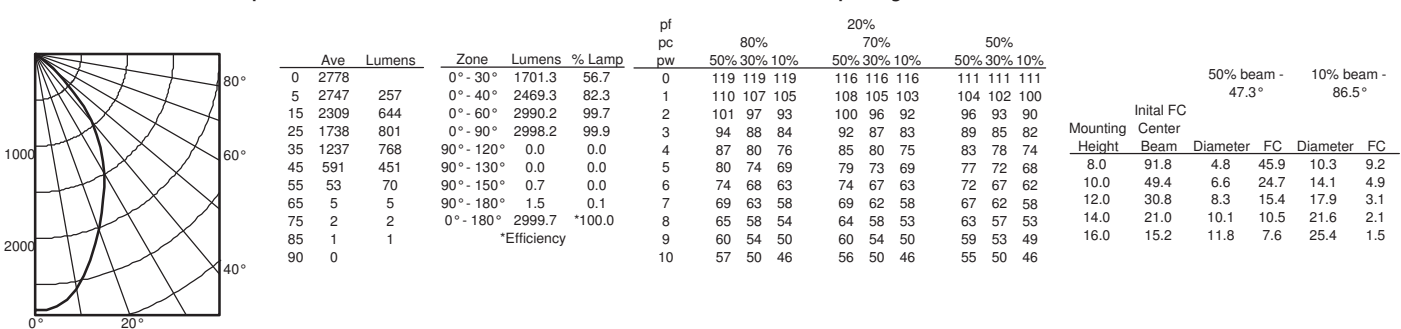 1000
2000
0° 20°
80°
60°
40°
Ave Lumens
0 2778
5 2747 257
15 2309 644
25 1738 801
35 1237 768
45 591 451
55 53 70
65 5 5
75 2 2
85 1 1
90 0
Zone Lumens % Lamp
0°-30° 1701.3 56.7
0°-40° 2469.3 82.3
0°-60° 2990.2 99.7
0°-90° 2998.2 99.9
90°-120° 0.0 0.0
90°-130° 0.0 0.0
90°-150° 0.7 0.0
90°-180° 1.5 0.1
0°-180° 2999.7 *100.0
*Efficiency
pf 20%
pc 80% 70% 50%
pw 50% 30% 10% 50% 30% 10% 50% 30% 10%
0 119 119 119 116 116 116 111 111 111
1 110 107 105 108 105 103 104 102 100
2 101 97 93 100 96 92 96 93 90
3 94 88 84 92 87 83 89 85 82
4 87 80 76 85 80 75 83 78 74
5 80 74 69 79 73 69 77 72 68
6 74 68 63 74 67 63 72 67 62
7 69 63 58 69 62 58 67 62 58
8 65 58 54 64 58 53 63 57 53
9 60 54 50 60 54 50 59 53 49
10 57 50 46 56 50 46 55 50 46
50% beam - 10% beam -
47.3° 86.5°
Inital FC
Mounting Center
Height Beam Diameter FC Diameter FC
8.0 91.8 4.8 45.9 10.3 9.2
10.0 49.4 6.6 24.7 14.1 4.9
12.0 30.8 8.3 15.4 17.9 3.1
14.0 21.0 10.1 10.5 21.6 2.1
16.0 15.2 11.8 7.6 25.4 1.5